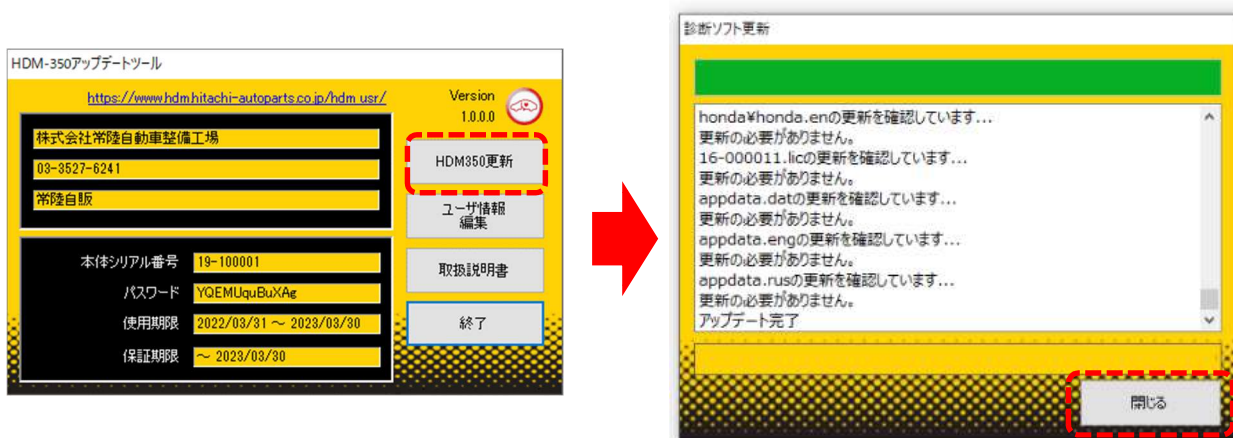 HDM-350アップデートツール
https://www.hdm.hitachi-autoparts.co.jp/hdm_usr/
Version
1.0.0.0
株式会社常陸自動車整備工場
03-3527-6241
常陸自販
HDM350更新
ユーザ情報
編集
取扱説明書
終了
本体シリアル番号 19-100001
パスワード YQEMUquBuXAg
使用期限 2022/03/31 ～ 2023/03/30
保証期限 ～ 2023/03/30
診断ソフト更新
honda¥honda.enの更新を確認しています...
更新の必要がありません。
16-000011.licの更新を確認しています...
更新の必要がありません。
appdata.datの更新を確認しています...
更新の必要がありません。
appdata.engの更新を確認しています...
更新の必要がありません。
appdata.rusの更新を確認しています...
更新の必要がありません。
アップデート完了
閉じる